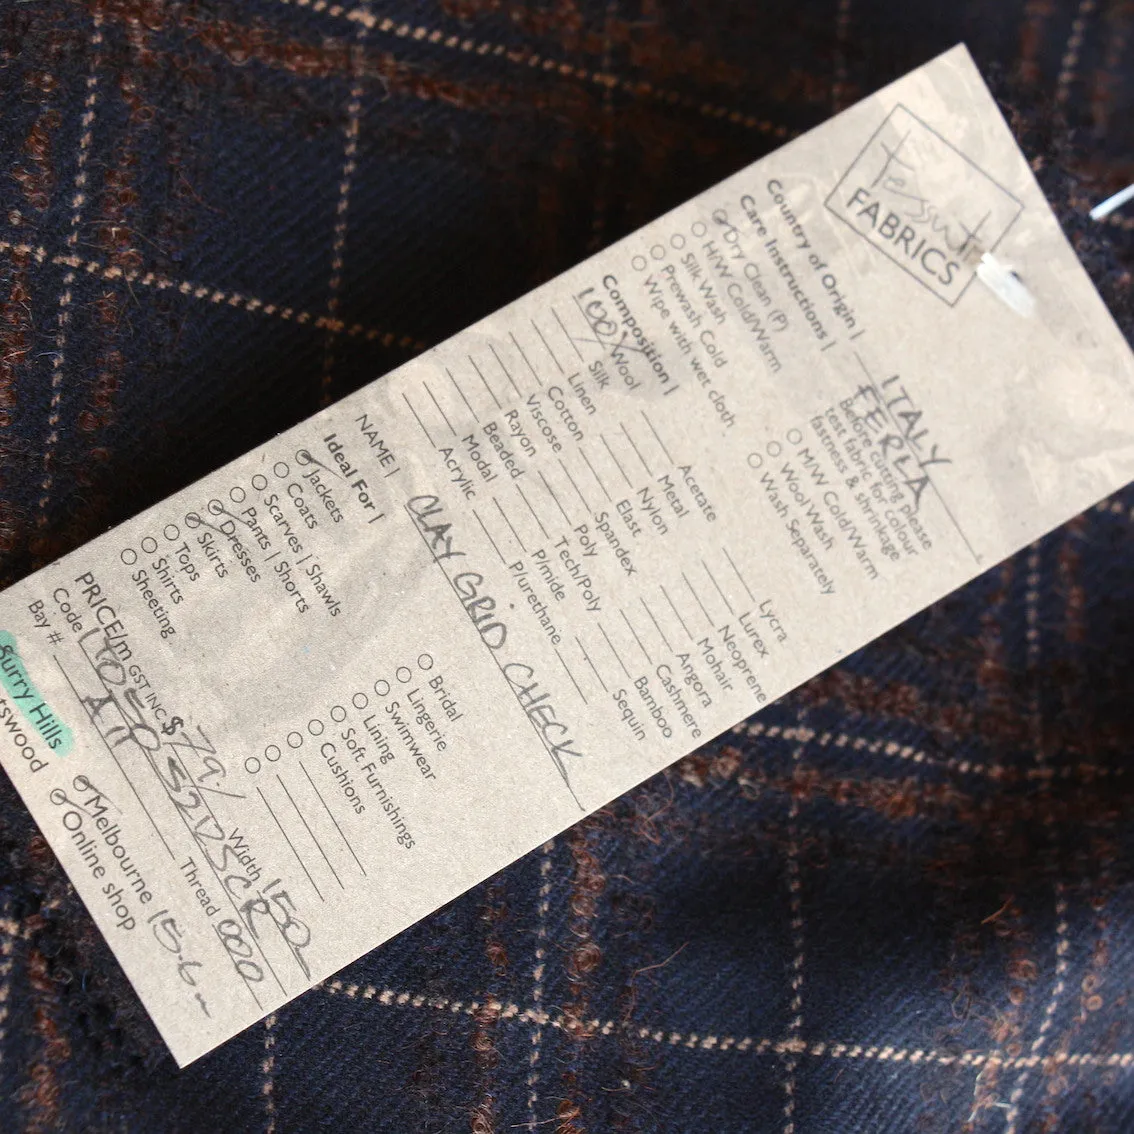 tessuti
FABRICS
Country of Origin | ITALY
FERLA
Care Instructions |
Dry Clean (P)
H/W Cold/Warm
Silk Wash
Prewash Cold
Wipe with wet cloth
Before cutting please
test fabric for colour
fastness & shrinkage
M/W Cold/Warm
Wool Wash
Wash Separately
Composition |
100% Wool
Silk
Linen
Cotton
Viscose
Rayon
Beaded
Modal
Acrylic
Acetate
Metal
Nylon
Elast
Spandex
Poly
Tech/Poly
P/mide
P/urethane
Lycra
Lurex
Neoprene
Mohair
Angora
Cashmere
Bamboo
Sequin
NAME | CLAY GRID CHECK
Ideal For |
Jackets
Coats
Scarves | Shawls
Pants | Shorts
Dresses
Skirts
Tops
Shirts
Sheeting
Bridal
Lingerie
Swimwear
Lining
Soft Furnishings
Cushions
PRICE/m GST INC $79./ Width 150
Code
Bay # A11 Thread 000
Surry Hills
Melbourne
Online shop
15.6m